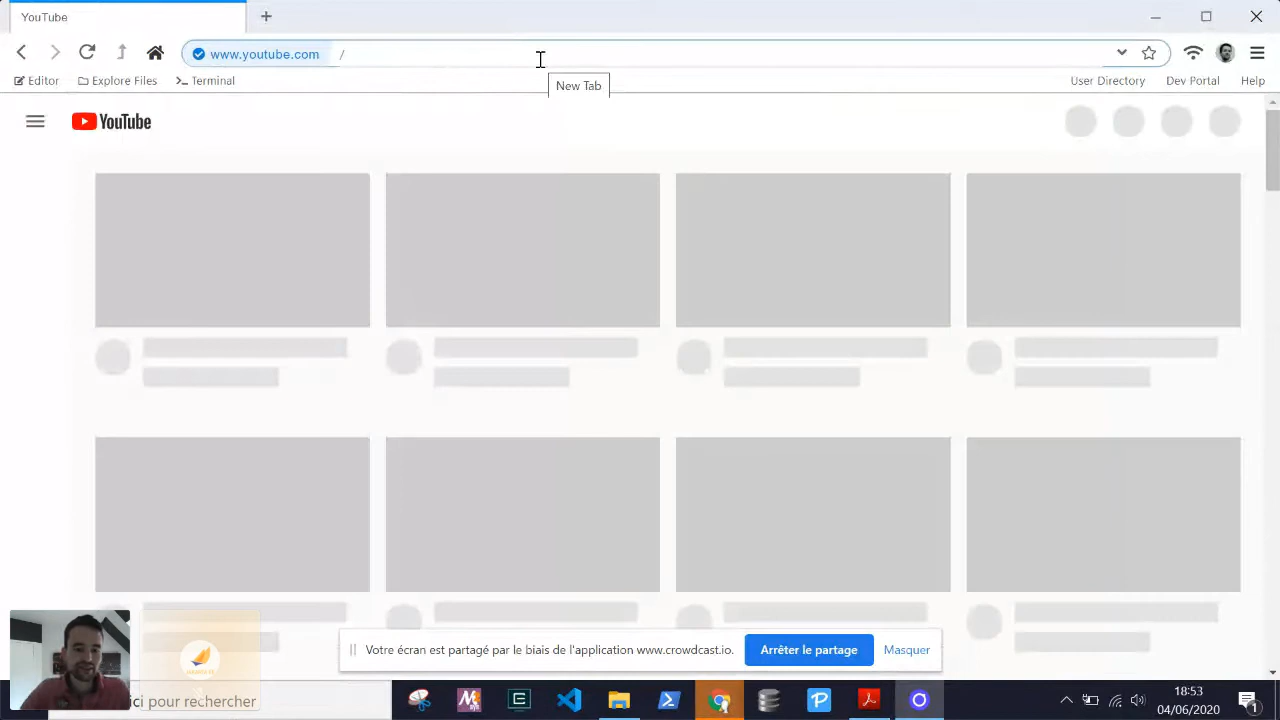 YouTube
www.youtube.com /
Editor
Explore Files
Terminal
New Tab
User Directory
Dev Portal
Help
YouTube
Votre écran est partagé par le biais de l'application www.crowdcast.io.
Arrêter le partage
Masquer
ici pour rechercher
18:53
04/06/2020
1